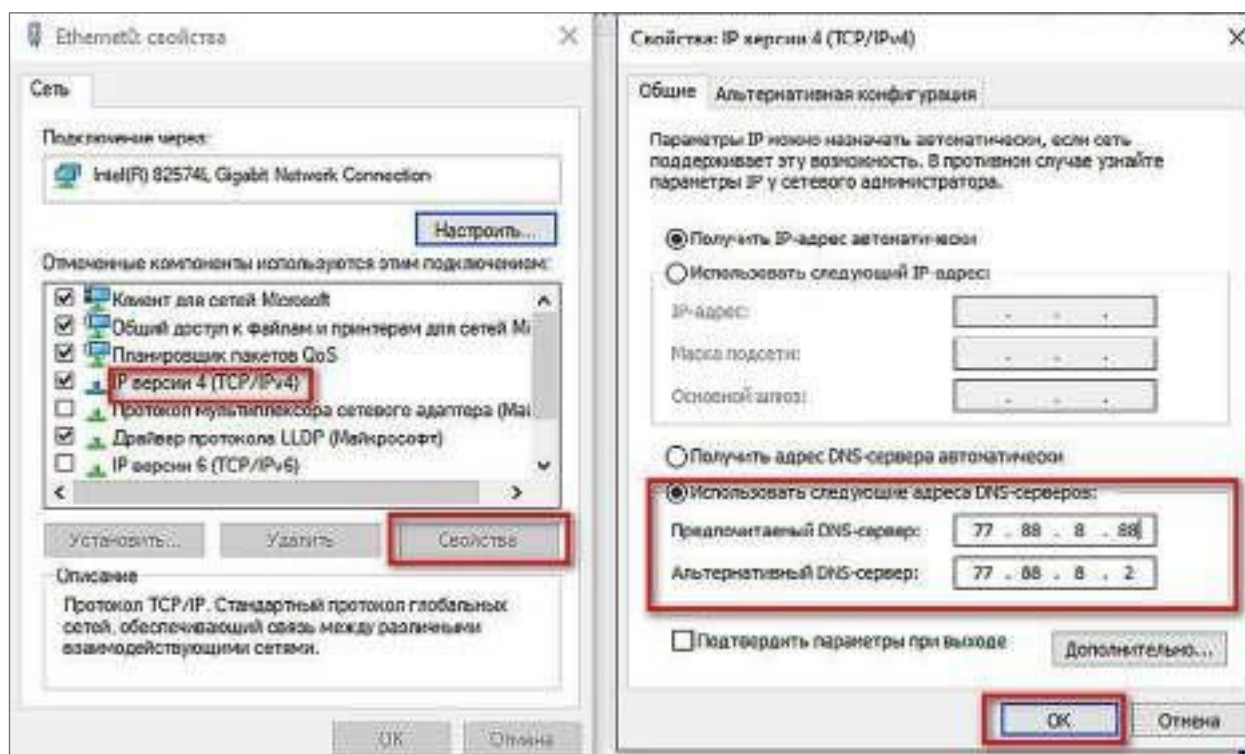 Ethernet0: свойства
Сеть
Подключение через:
Intel(R) 82574L Gigabit Network Connection
Настроить...
Отмеченные компоненты используются этим подключением:
Клиент для сетей Microsoft
Общий доступ к файлам и принтерам для сетей Mi
Планировщик пакетов QoS
IP версии 4 (TCP/IPv4)
Протокол мультиплексора сетевого адаптера (Май
Драйвер протокола LLDP (Майкрософт)
IP версии 6 (TCP/IPv6)
Установить...
Удалить
Свойства
Описание
Протокол TCP/IP. Стандартный протокол глобальных
сетей, обеспечивающий связь между различными
взаимодействующими сетями.
ОК
Отмена
Свойства: IP версии 4 (TCP/IPv4)
Общие
Альтернативная конфигурация
Параметры IP можно назначать автоматически, если сеть
поддерживает эту возможность. В противном случае узнайте
параметры IP у сетевого администратора.
Получить IP-адрес автоматически
Использовать следующий IP-адрес:
IP-адрес:
Маска подсети:
Основной шлюз:
Получить адрес DNS-сервера автоматически
Использовать следующие адреса DNS-серверов:
Предпочитаемый DNS-сервер: 77 . 88 . 8 . 88
Альтернативный DNS-сервер: 77 . 88 . 8 . 2
Подтвердить параметры при выходе
Дополнительно...
ОК
Отмена